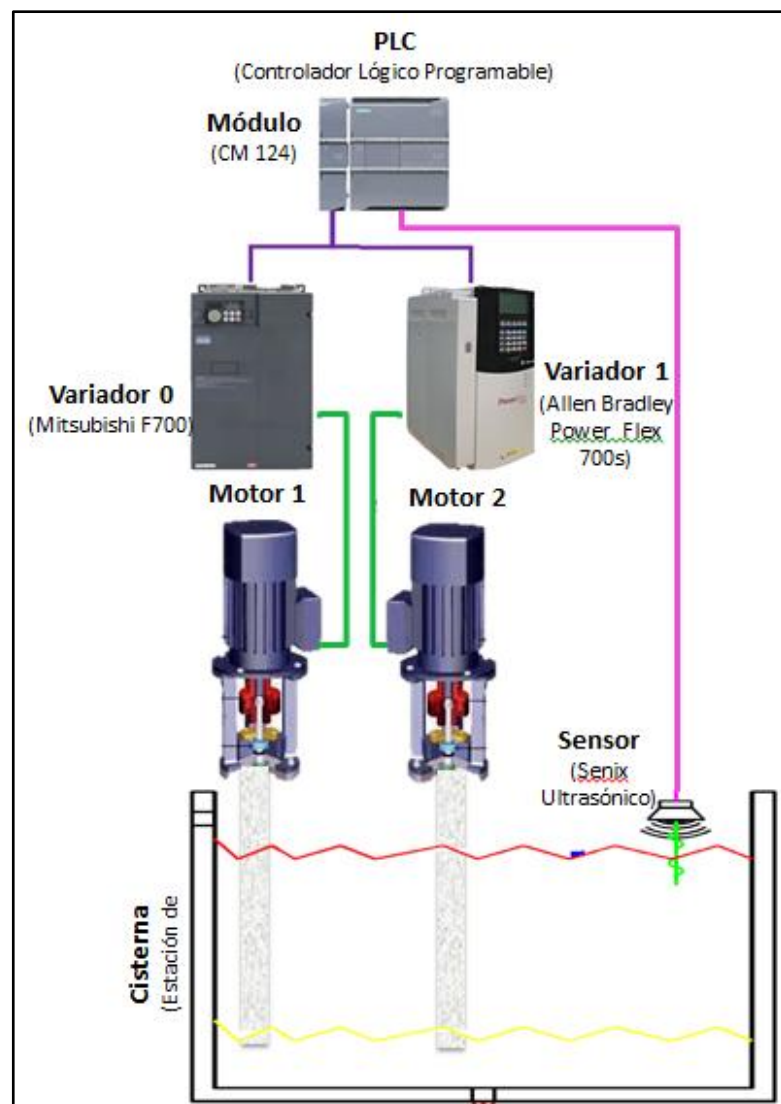 PLC
(Controlador Lógico Programable)
Módulo
(CM 124)
Variador 0
(Mitsubishi F700)
Variador 1
(Allen Bradley
Power Flex
700s)
Motor 1
Motor 2
Sensor
(Senix
Ultrasónico)
Cisterna
(Estación de